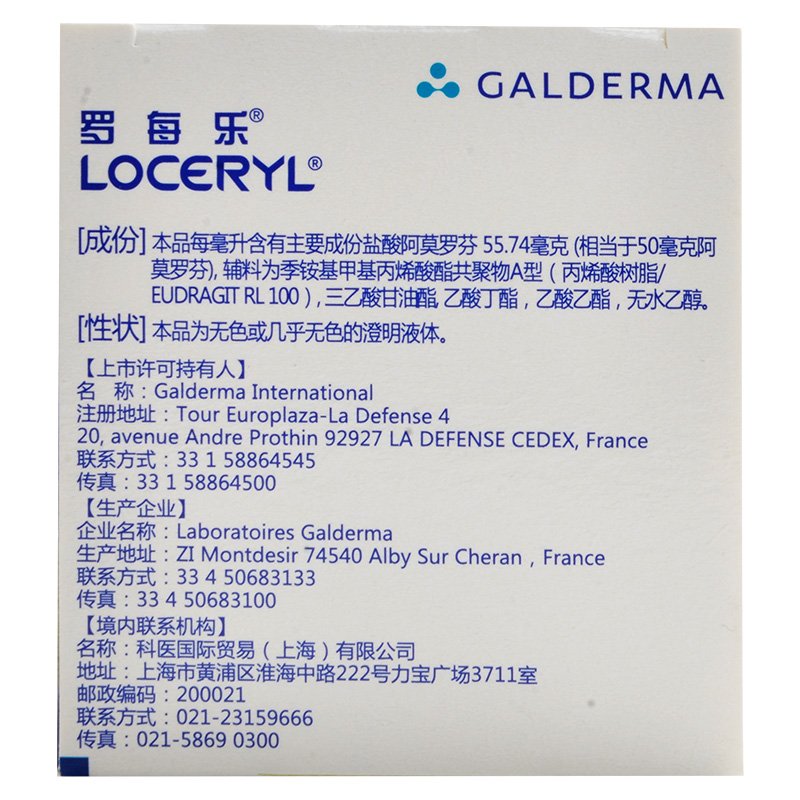 GALDERMA
罗每乐®
LOCERYL®
[成份] 本品每毫升含有主要成份盐酸阿莫罗芬 55.74毫克 (相当于50毫克阿
莫罗芬), 辅料为季铵基甲基丙烯酸酯共聚物A型（丙烯酸树脂/
EUDRAGIT RL 100）, 三乙酸甘油酯, 乙酸丁酯，乙酸乙酯，无水乙醇。
[性状] 本品为无色或几乎无色的澄明液体。
【上市许可持有人】
名 称：Galderma International
注册地址：Tour Europlaza-La Defense 4
20, avenue Andre Prothin 92927 LA DEFENSE CEDEX, France
联系方式：33 1 58864545
传真：33 1 58864500
【生产企业】
企业名称：Laboratoires Galderma
生产地址：ZI Montdesir 74540 Alby Sur Cheran，France
联系方式：33 4 50683133
传真：33 4 50683100
【境内联系机构】
名称：科医国际贸易（上海）有限公司
地址：上海市黄浦区淮海中路222号力宝广场3711室
邮政编码：200021
联系方式：021-23159666
传真：021-5869 0300